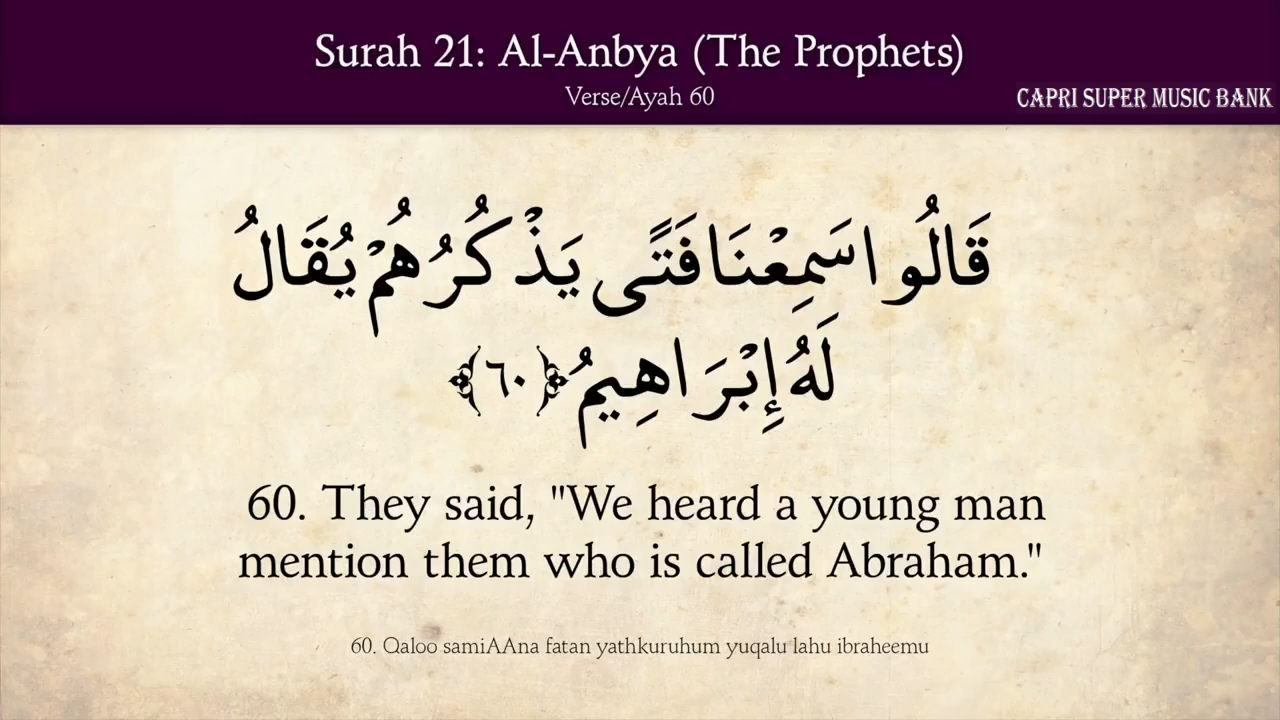 Surah 21: Al-Anbya (The Prophets)
Verse/Ayah 60
CAPRI SUPER MUSIC BANK
قَالُوا سَمِعْنَا فَتًى يَذْكُرُهُمْ يُقَالُ
لَهُ إِبْرَاهِيمُ ﴿٦٠﴾
60. They said, "We heard a young man
mention them who is called Abraham."
60. Qaloo samiAAna fatan yathkuruhum yuqalu lahu ibraheemu